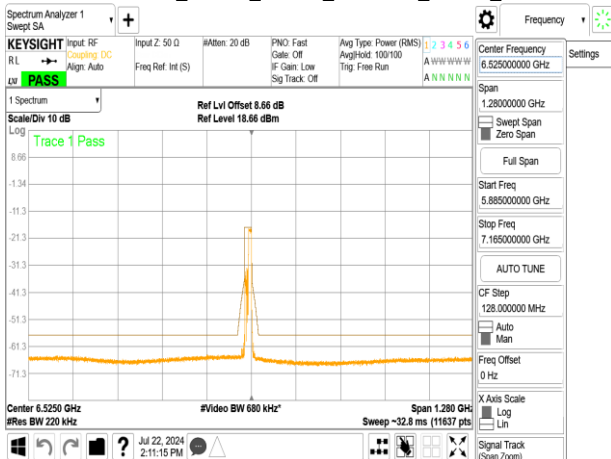 Spectrum Analyzer 1
Swept SA
+
Frequency
KEYSIGHT
Input: RF
Input Z: 50 Ω
#Atten: 20 dB
PNO: Fast
Avg Type: Power (RMS)
1 2 3 4 5 6
RL
Coupling: DC
Gate: Off
Avg|Hold: 100/100
A W W W W W
Align: Auto
Freq Ref: Int (S)
IF Gain: Low
Trig: Free Run
Sig Track: Off
A N N N N N
LXI
PASS
1 Spectrum
Ref Lvl Offset 8.66 dB
Scale/Div 10 dB
Ref Level 18.66 dBm
Log
Trace 1 Pass
8.66
-1.34
-11.3
-21.3
-31.3
-41.3
-51.3
-61.3
-71.3
Center 6.5250 GHz
#Video BW 680 kHz*
Span 1.280 GHz
#Res BW 220 kHz
Sweep ~32.8 ms (11637 pts
Jul 22, 2024
2:11:15 PM
?
Center Frequency
6.525000000 GHz
Settings
Span
1.28000000 GHz
Swept Span
Zero Span
Full Span
Start Freq
5.885000000 GHz
Stop Freq
7.165000000 GHz
AUTO TUNE
CF Step
128.000000 MHz
Auto
Man
Freq Offset
0 Hz
X Axis Scale
Log
Lin
Signal Track
(Span Zoom)